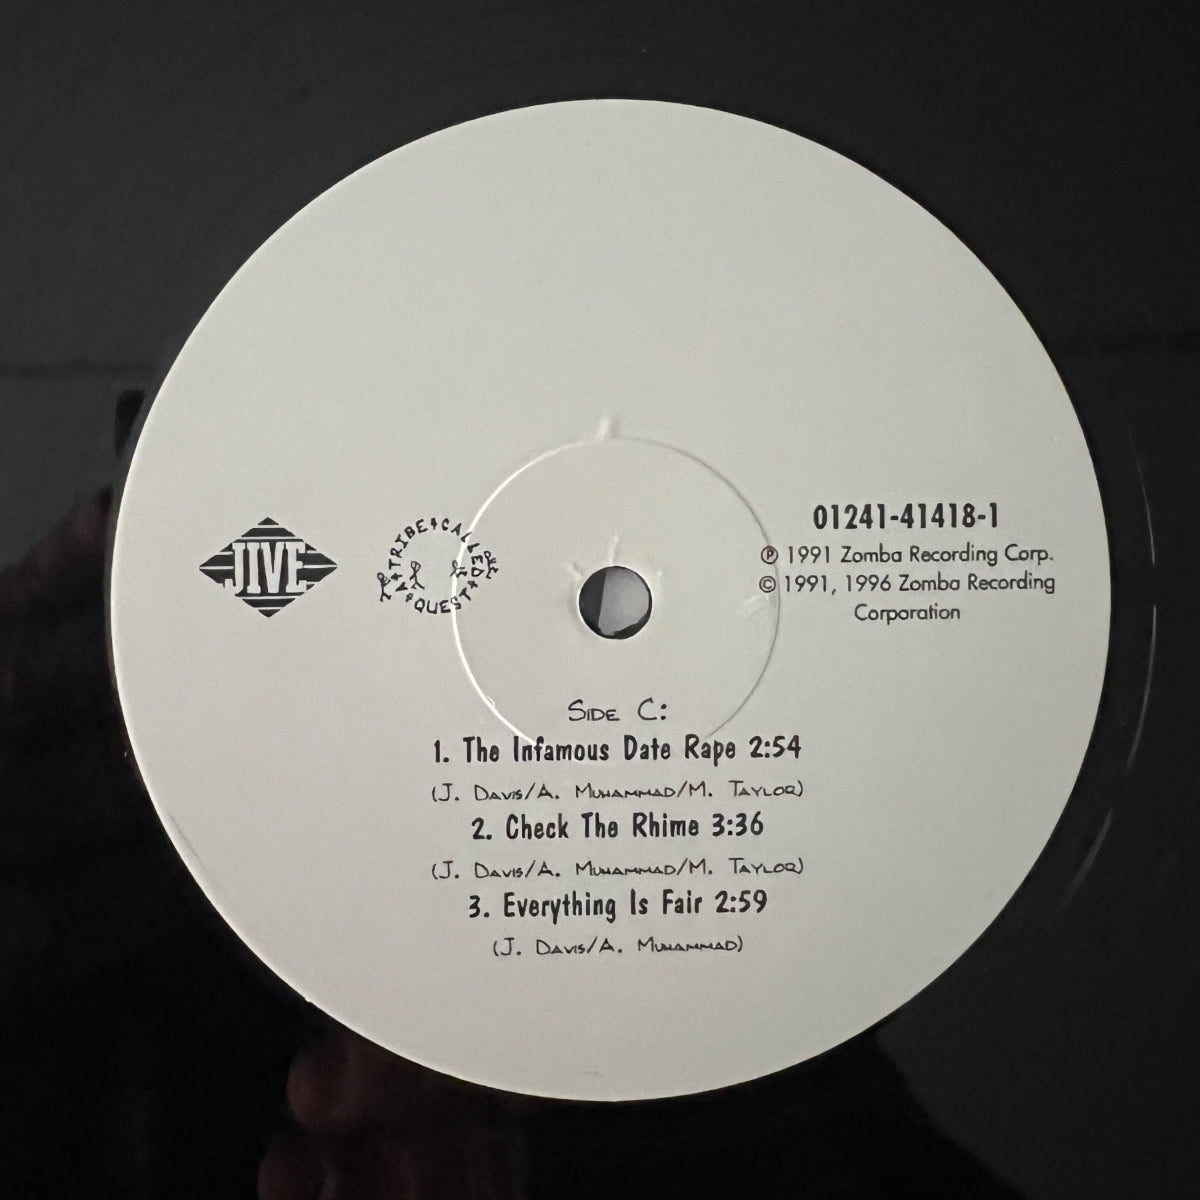 JIVE
A TRIBE CALLED QUEST
01241-41418-1
℗ 1991 Zomba Recording Corp.
© 1991, 1996 Zomba Recording
Corporation
SIDE C:
1. The Infamous Date Rape 2:54
(J. DAVIS/A. MUHAMMAD/M. TAYLOR)
2. Check The Rhime 3:36
(J. DAVIS/A. MUHAMMAD/M. TAYLOR)
3. Everything Is Fair 2:59
(J. DAVIS/A. MUHAMMAD)